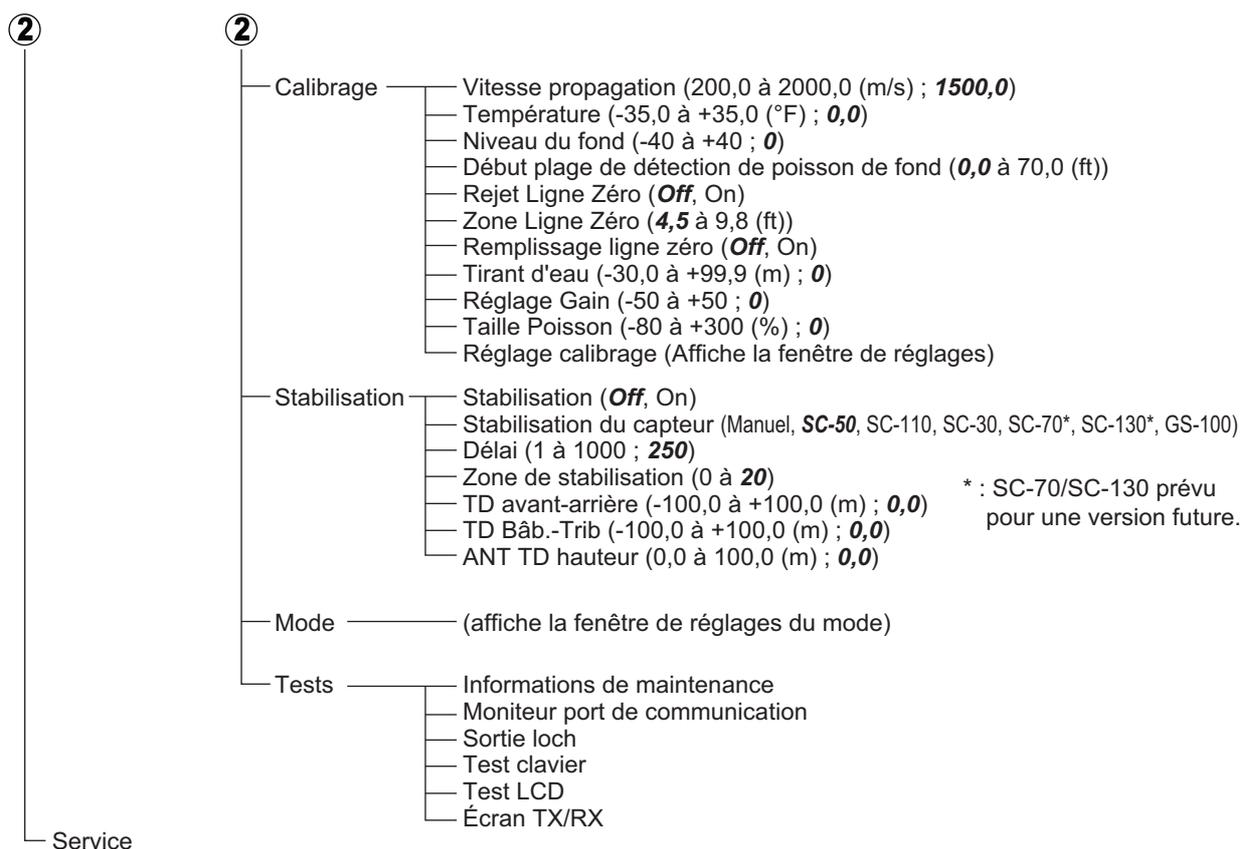 2 2
Calibrage Vitesse propagation (200,0 à 2000,0 (m/s) ; 1500,0)
Température (-35,0 à +35,0 (°F) ; 0,0)
Niveau du fond (-40 à +40 ; 0)
Début plage de détection de poisson de fond (0,0 à 70,0 (ft))
Rejet Ligne Zéro (Off, On)
Zone Ligne Zéro (4,5 à 9,8 (ft))
Remplissage ligne zéro (Off, On)
Tirant d'eau (-30,0 à +99,9 (m) ; 0)
Réglage Gain (-50 à +50 ; 0)
Taille Poisson (-80 à +300 (%) ; 0)
Réglage calibrage (Affiche la fenêtre de réglages)
Stabilisation Stabilisation (Off, On)
Stabilisation du capteur (Manuel, SC-50, SC-110, SC-30, SC-70*, SC-130*, GS-100)
Délai (1 à 1000 ; 250)
Zone de stabilisation (0 à 20)
TD avant-arrière (-100,0 à +100,0 (m) ; 0,0)
TD Bâb.-Trib (-100,0 à +100,0 (m) ; 0,0)
ANT TD hauteur (0,0 à 100,0 (m) ; 0,0)
* : SC-70/SC-130 prévu
pour une version future.
Mode (affiche la fenêtre de réglages du mode)
Tests Informations de maintenance
Moniteur port de communication
Sortie loch
Test clavier
Test LCD
Écran TX/RX
Service